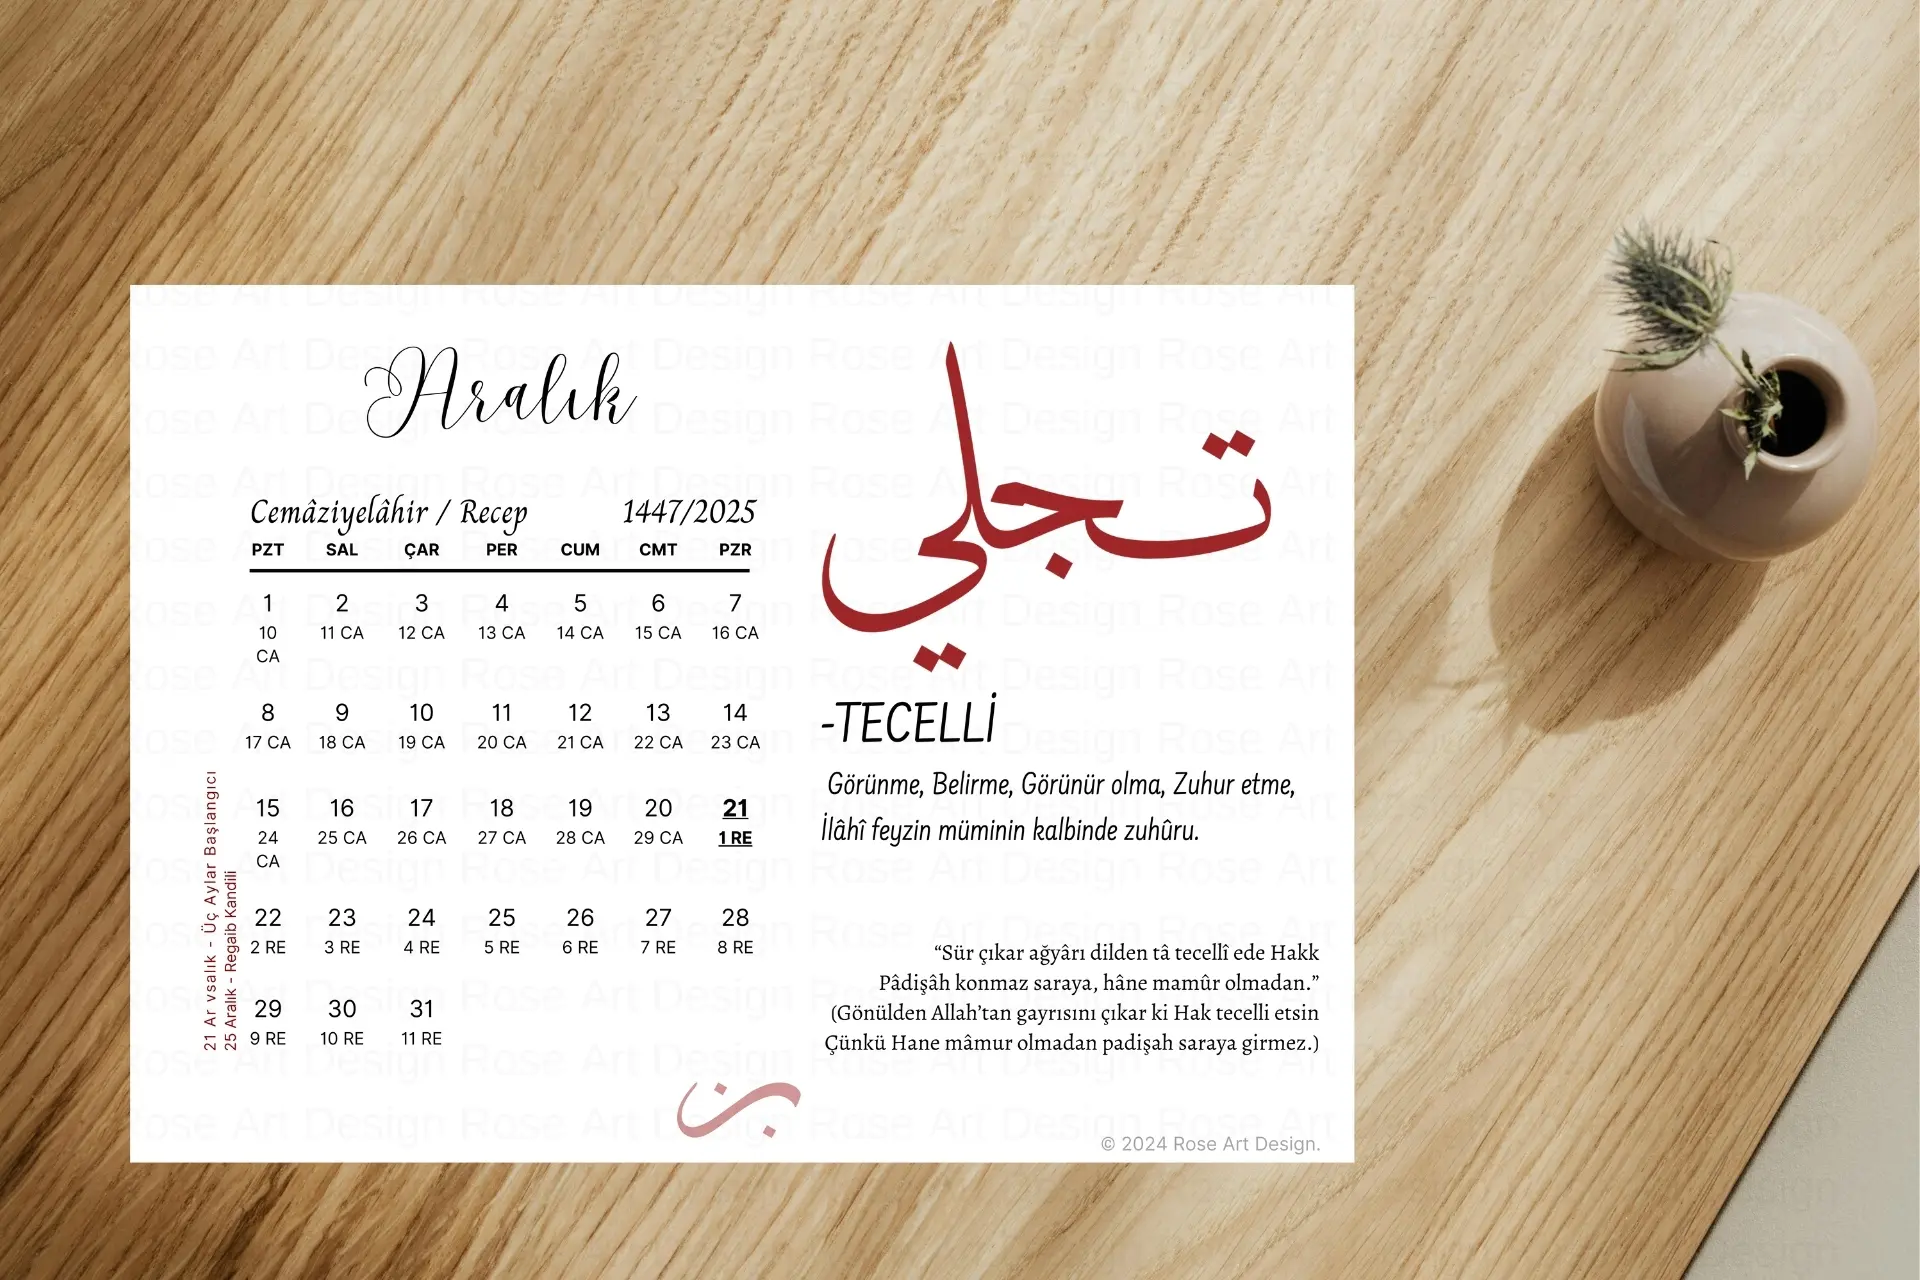 Aralık
Cemâziyelâhir / Recep 1447/2025
PZT SAL ÇAR PER CUM CMT PZR
1 2 3 4 5 6 7
10 CA 11 CA 12 CA 13 CA 14 CA 15 CA 16 CA
8 9 10 11 12 13 14
17 CA 18 CA 19 CA 20 CA 21 CA 22 CA 23 CA
15 16 17 18 19 20 21
24 CA 25 CA 26 CA 27 CA 28 CA 29 CA 1 RE
22 23 24 25 26 27 28
2 RE 3 RE 4 RE 5 RE 6 RE 7 RE 8 RE
29 30 31
9 RE 10 RE 11 RE
21 Ar vsalık - Üç Aylar Başlangıcı
25 Aralık - Regaib Kandili
تجلي
-TECELLİ
Görünme, Belirme, Görünür olma, Zuhur etme,
İlâhî feyzin müminin kalbinde zuhûru.
“Sür çıkar ağyârı dilden tâ tecellî ede Hakk
Pâdişâh konmaz saraya, hâne mamûr olmadan.”
(Gönülden Allah’tan gayrısını çıkar ki Hak tecelli etsin
Çünkü Hane mâmur olmadan padişah saraya girmez.)
© 2024 Rose Art Design.
Rose Art Design